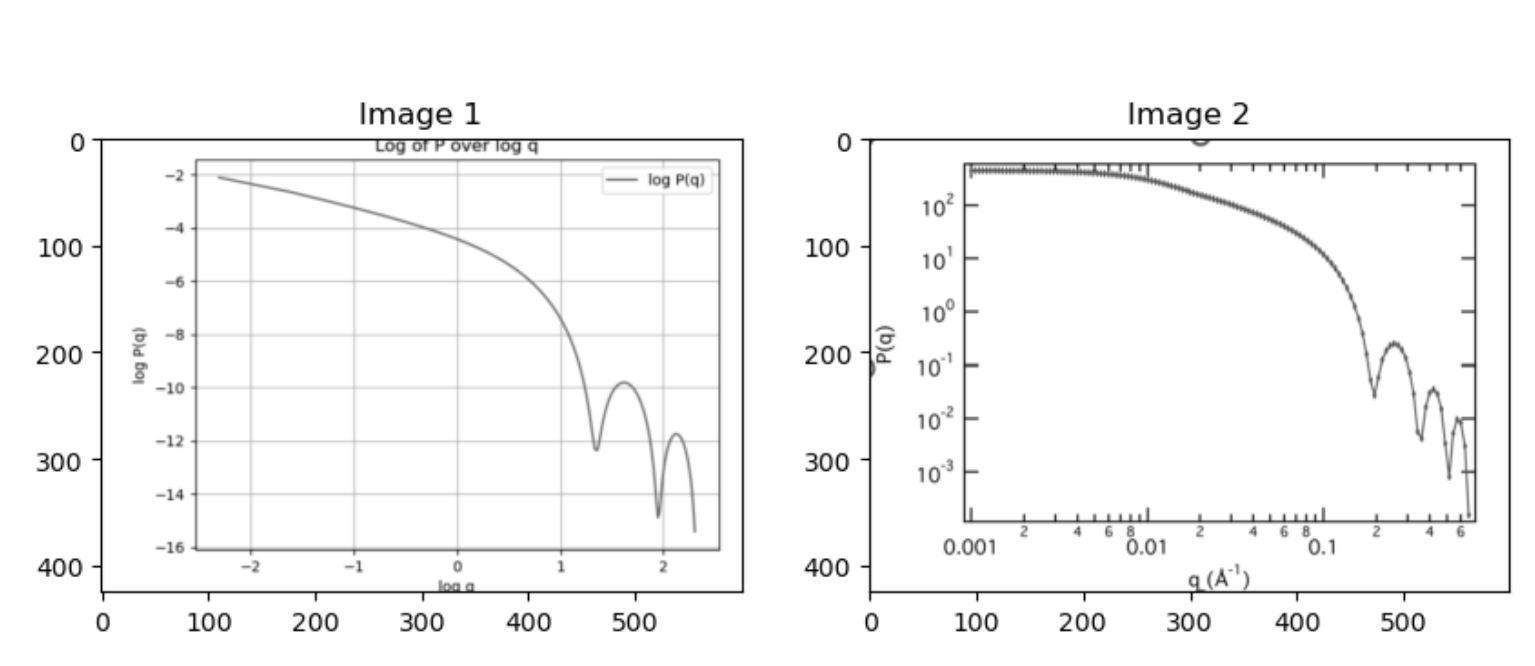 Image 1
Log of P over log q
log P(q)
−2
−4
−6
−8
−10
−12
−14
−16
log P(q)
−2 −1 0 1 2
log q
0
100
200
300
400
0 100 200 300 400 500
Image 2
10²
10¹
10⁰
10⁻¹
10⁻²
10⁻³
P(q)
2 4 6 8 2 4 6 8 2 4 6
0.001 0.01 0.1
q (Å⁻¹)
0
100
200
300
400
0 100 200 300 400 500